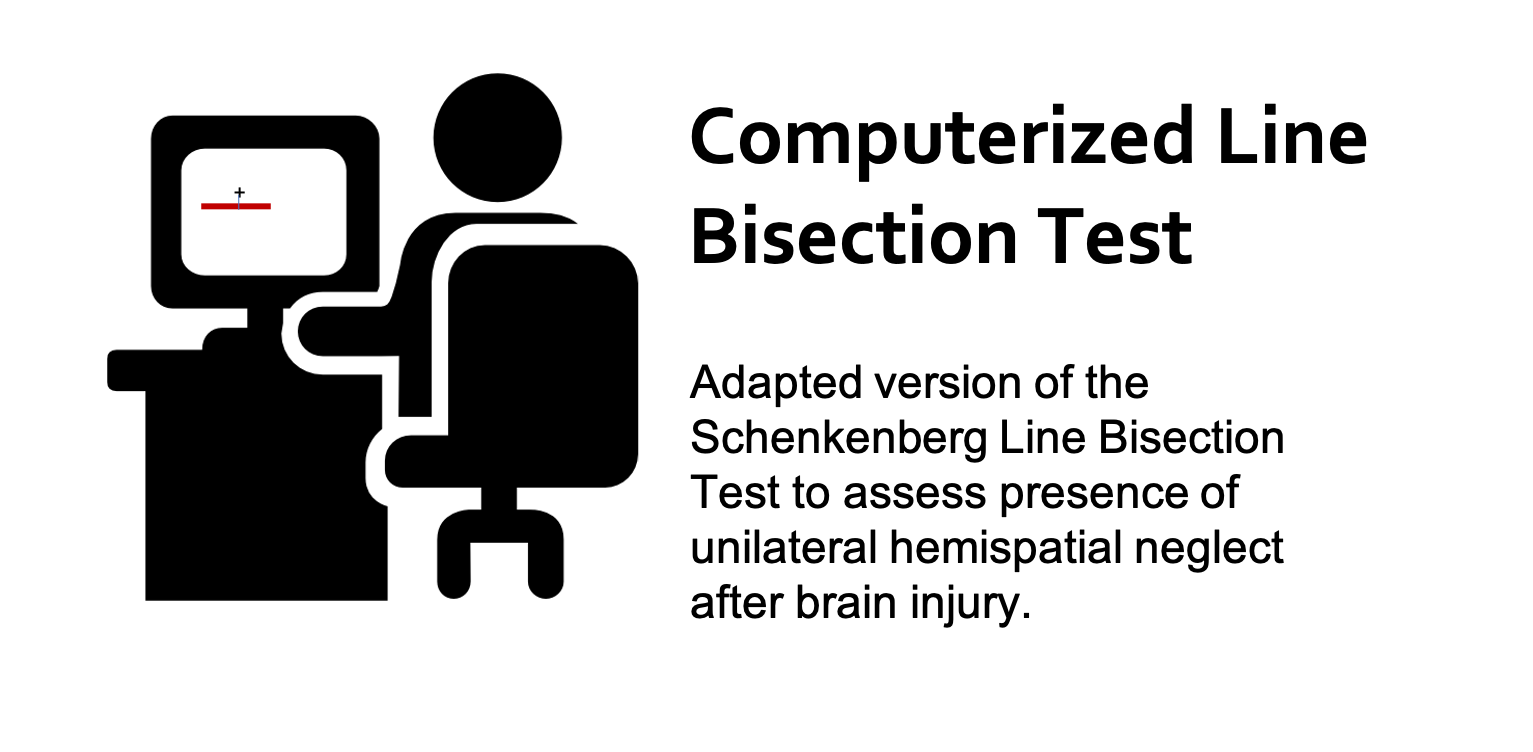 Computerized Line
Bisection Test
Adapted version of the
Schenkenberg Line Bisection
Test to assess presence of
unilateral hemispatial neglect
after brain injury.